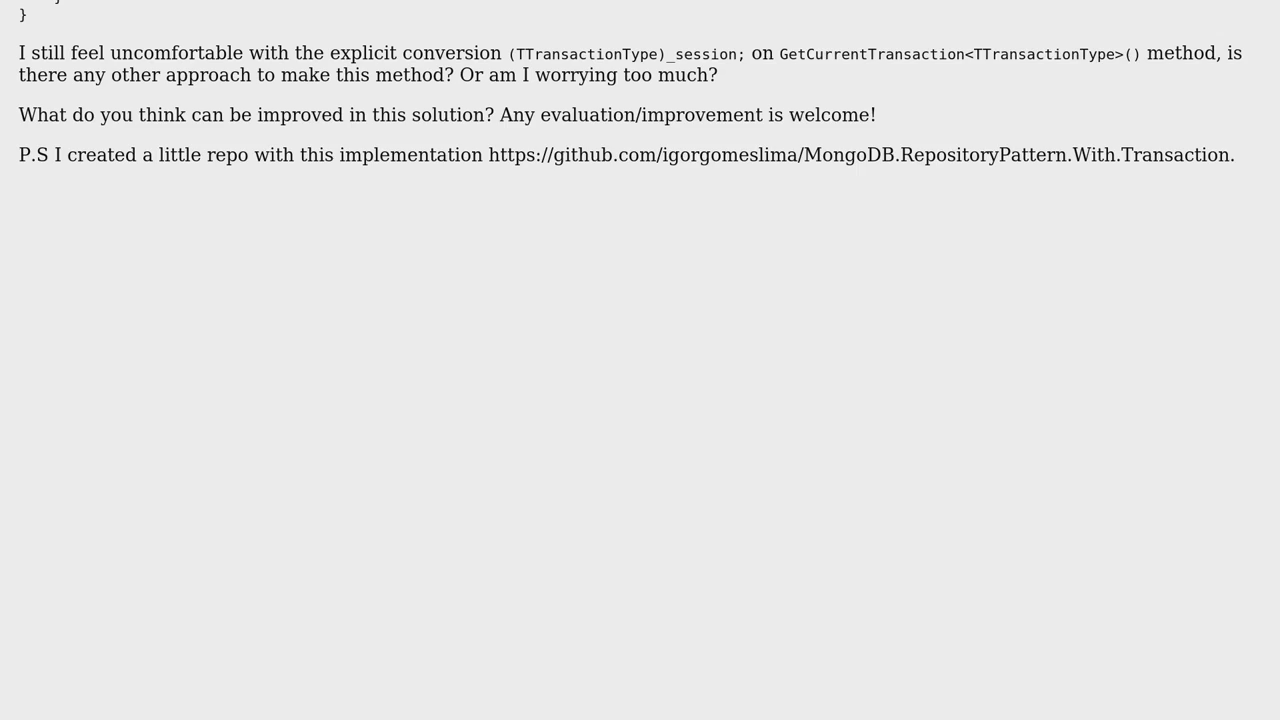 }
I still feel uncomfortable with the explicit conversion (TTransactionType)_session; on GetCurrentTransaction<TTransactionType>() method, is
there any other approach to make this method? Or am I worrying too much?
What do you think can be improved in this solution? Any evaluation/improvement is welcome!
P.S I created a little repo with this implementation https://github.com/igorgomeslima/MongoDB.RepositoryPattern.With.Transaction.